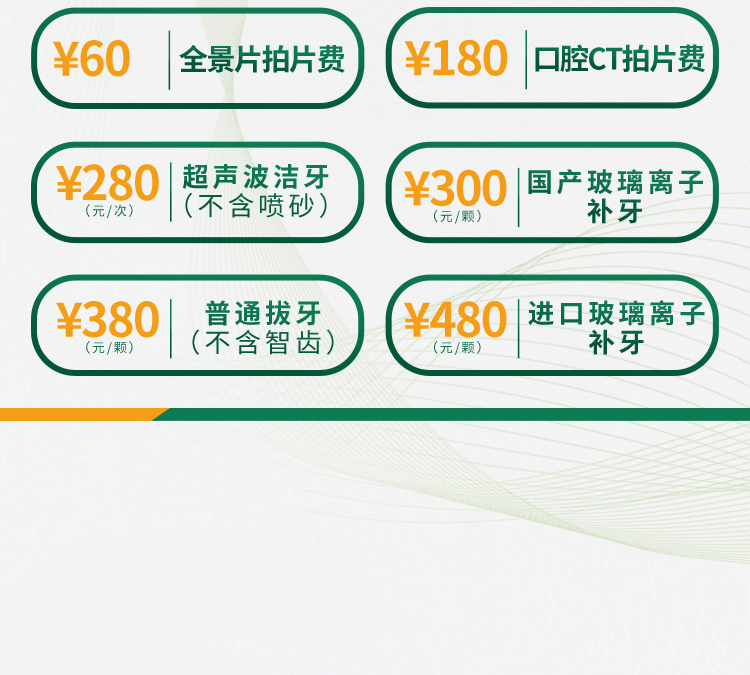 ¥60 全景片拍片费
¥180 口腔CT拍片费
¥280 超声波洁牙
（元/次） （不含喷砂）
¥300 国产玻璃离子
（元/颗） 补牙
¥380 普通拔牙
（元/颗） （不含智齿）
¥480 进口玻璃离子
（元/颗） 补牙